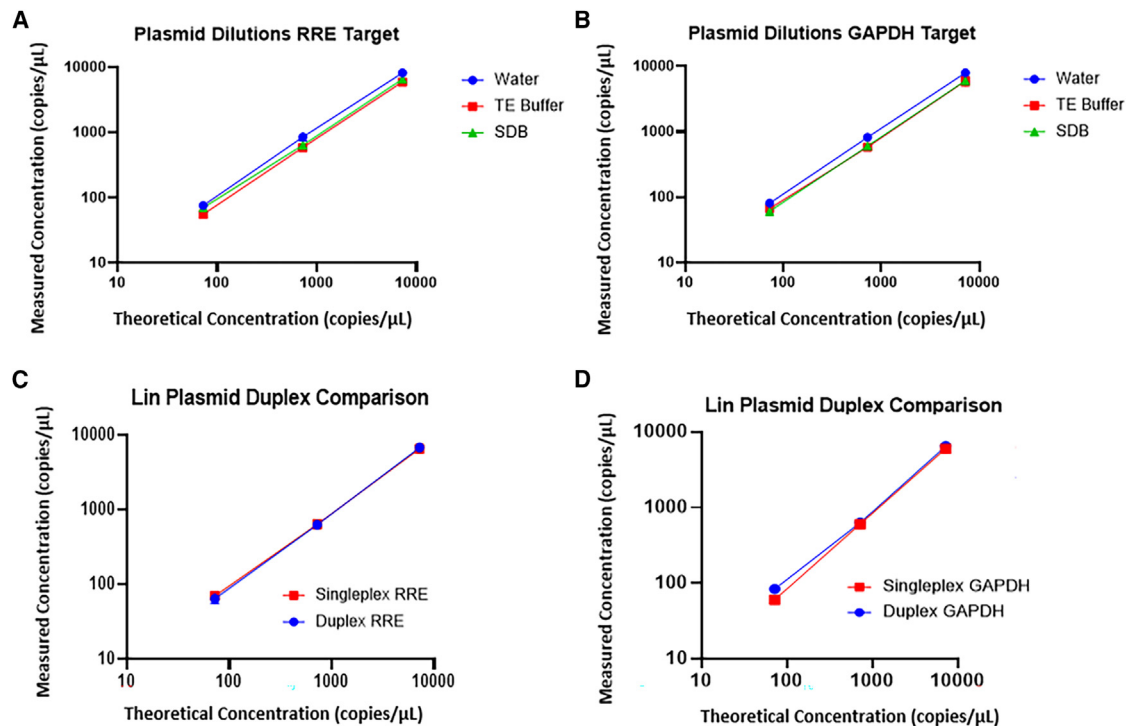 A
Plasmid Dilutions RRE Target
Measured Concentration (copies/µL)
10000
1000
100
10
10 100 1000 10000
Theoretical Concentration (copies/µL)
Water
TE Buffer
SDB
B
Plasmid Dilutions GAPDH Target
Measured Concentration (copies/µL)
10000
1000
100
10
10 100 1000 10000
Theoretical Concentration (copies/µL)
Water
TE Buffer
SDB
C
Lin Plasmid Duplex Comparison
Measured Concentration (copies/µL)
10000
1000
100
10
10 100 1000 10000
Theoretical Concentration (copies/µL)
Singleplex RRE
Duplex RRE
D
Lin Plasmid Duplex Comparison
Measured Concentration (copies/µL)
10000
1000
100
10
10 100 1000 10000
Theoretical Concentration (copies/µL)
Singleplex GAPDH
Duplex GAPDH